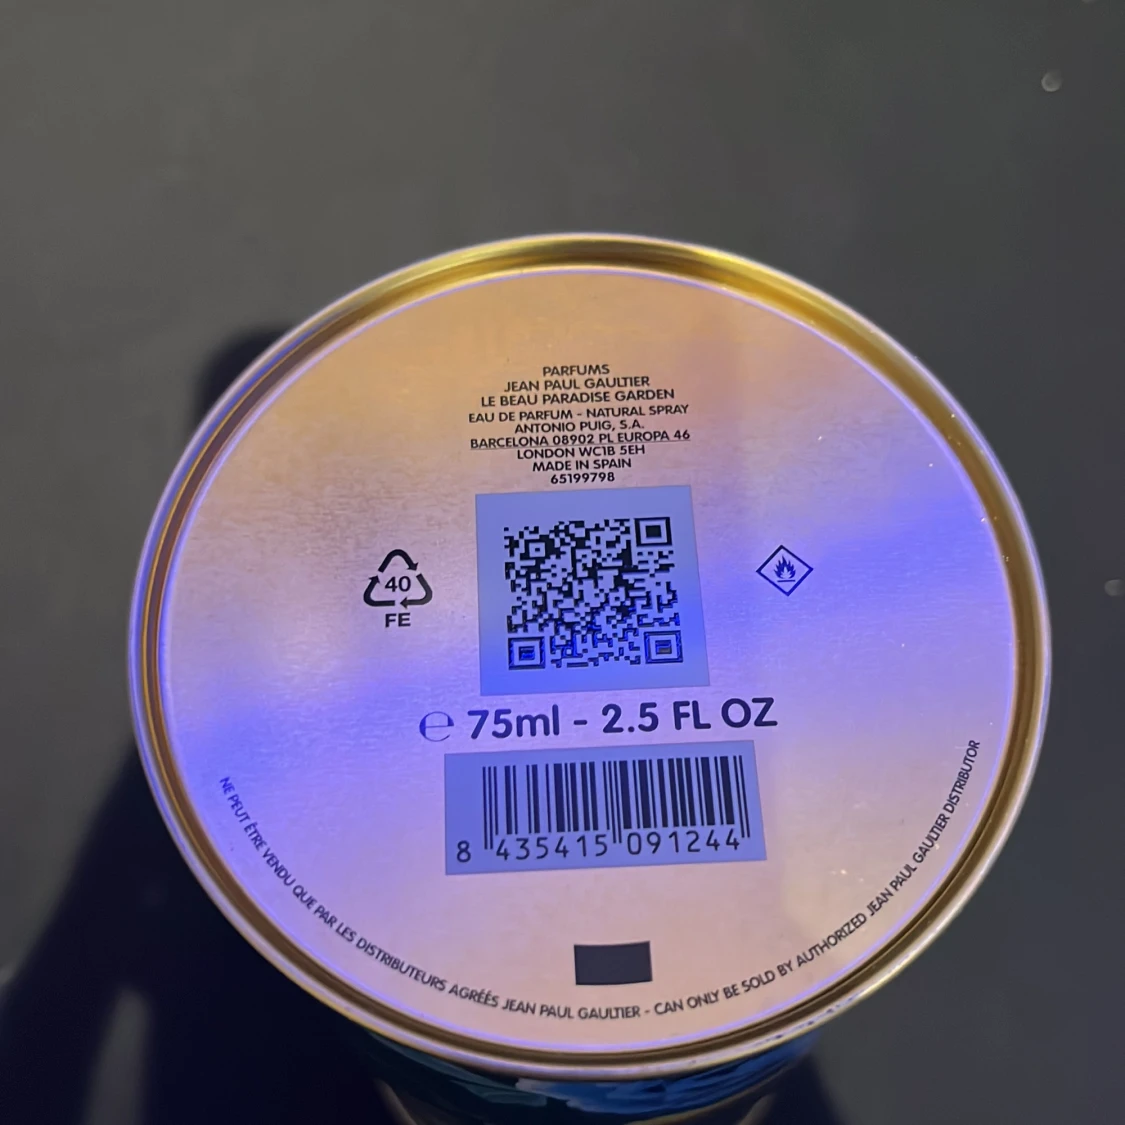 PARFUMS
JEAN PAUL GAULTIER
LE BEAU PARADISE GARDEN
EAU DE PARFUM - NATURAL SPRAY
ANTONIO PUIG, S.A.
BARCELONA 08902 PL EUROPA 46
LONDON WC1B 5EH
MADE IN SPAIN
65199798
40
FE
℮ 75ml - 2.5 FL OZ
8 435415 091244
NE PEUT ÊTRE VENDU QUE PAR LES DISTRIBUTEURS AGRÉÉS JEAN PAUL GAULTIER - CAN ONLY BE SOLD BY AUTHORIZED JEAN PAUL GAULTIER DISTRIBUTOR